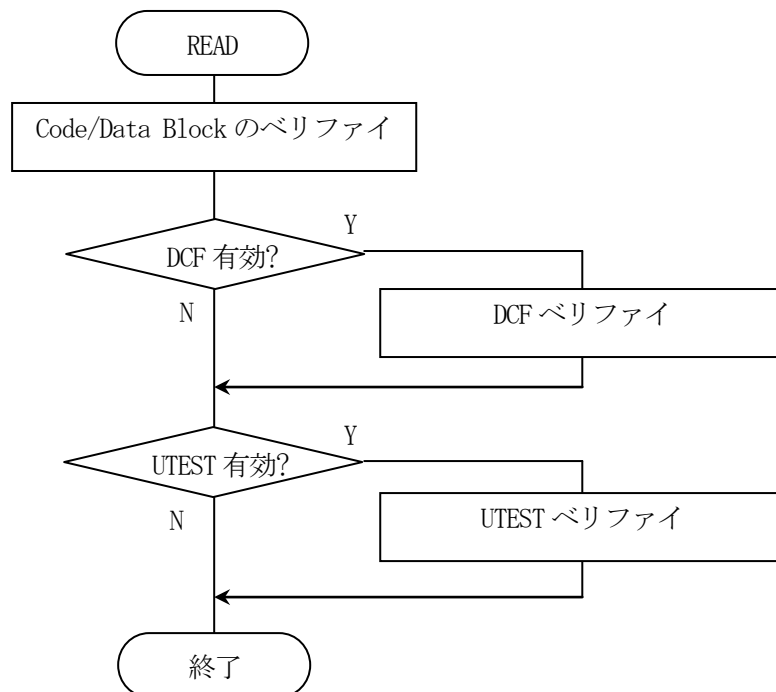 READ
Code/Data Block のベリファイ
Y
DCF 有効?
N
DCF ベリファイ
Y
UTEST 有効?
N
UTEST ベリファイ
終了